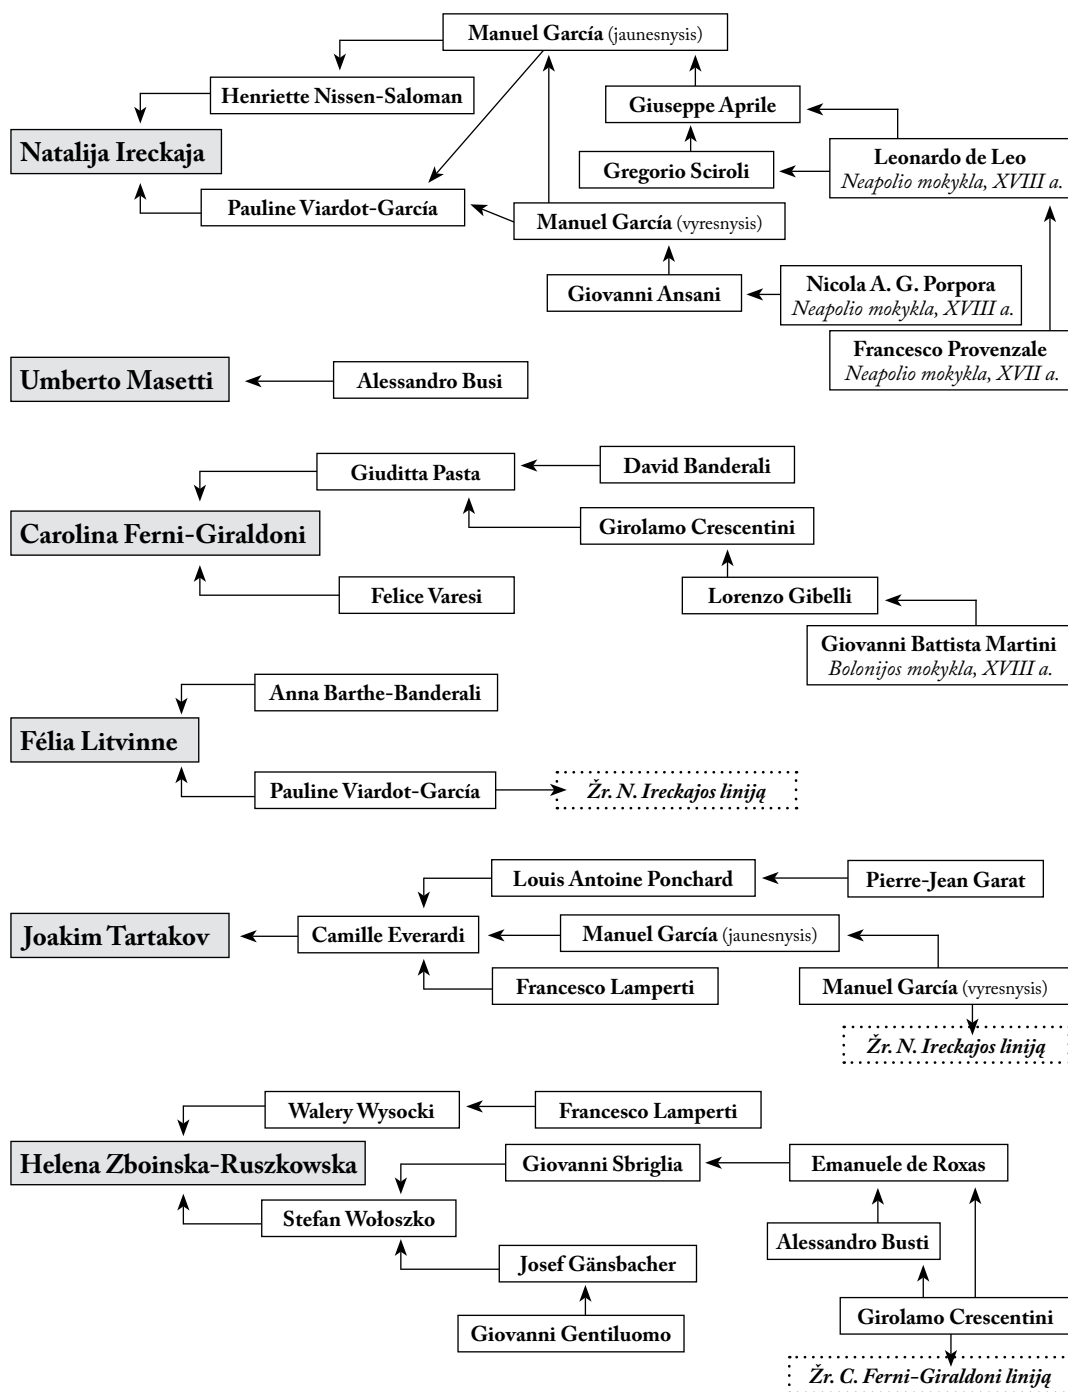 Manuel García (jaunesnysis)
Henriette Nissen-Saloman
Giuseppe Aprile
Natalija Ireckaja
Gregorio Sciroli
Leonardo de Leo
Neapolio mokykla, XVIII a.
Pauline Viardot-García
Manuel García (vyresnysis)
Giovanni Ansani
Nicola A. G. Porpora
Neapolio mokykla, XVIII a.
Francesco Provenzale
Neapolio mokykla, XVII a.
Umberto Masetti
Alessandro Busi
Giuditta Pasta
David Banderali
Carolina Ferni-Giraldoni
Girolamo Crescentini
Felice Varesi
Lorenzo Gibelli
Giovanni Battista Martini
Bolonijos mokykla, XVIII a.
Anna Barthe-Banderali
Félia Litvinne
Pauline Viardot-García
Žr. N. Ireckajos liniją
Louis Antoine Ponchard
Pierre-Jean Garat
Joakim Tartakov
Camille Everardi
Manuel García (jaunesnysis)
Francesco Lamperti
Manuel García (vyresnysis)
Žr. N. Ireckajos liniją
Walery Wysocki
Francesco Lamperti
Helena Zboinska-Ruszkowska
Giovanni Sbriglia
Emanuele de Roxas
Stefan Wołoszko
Alessandro Busti
Josef Gänsbacher
Girolamo Crescentini
Giovanni Gentiluomo
Žr. C. Ferni-Giraldoni liniją